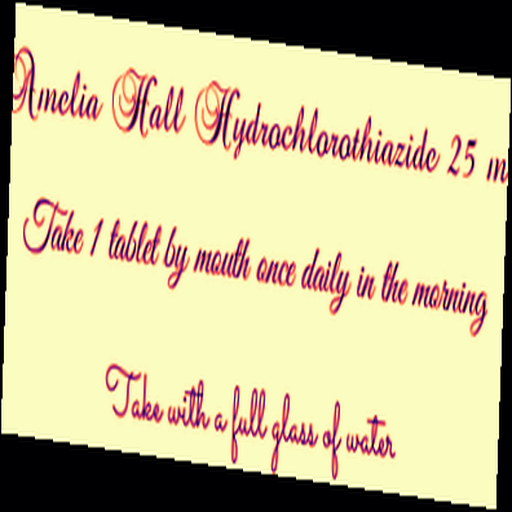 Amelia Hall Hydrochlorothiazide 25 m
Take 1 tablet by mouth once daily in the morning
Take with a full glass of water